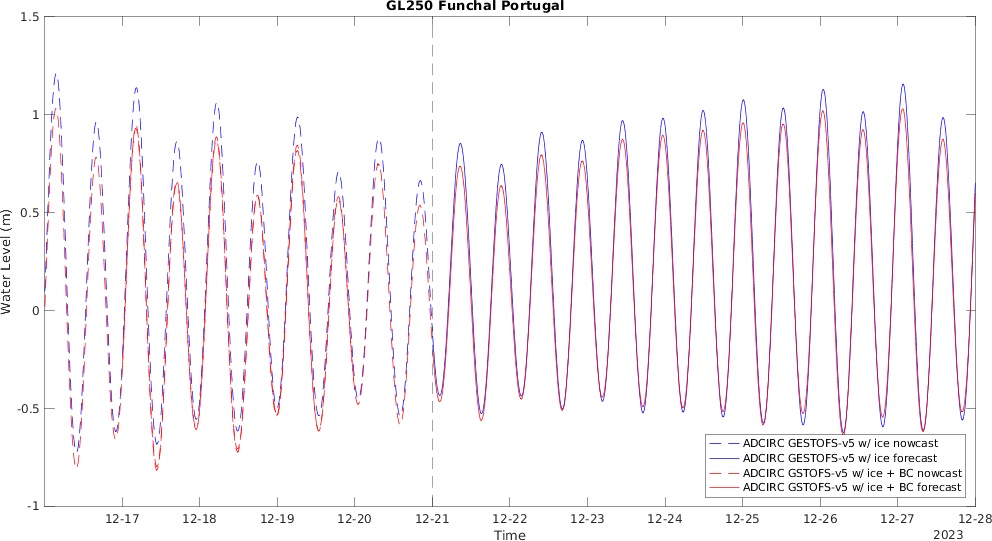 GL250 Funchal Portugal
1.5
1
0.5
0
-0.5
-1
Water Level (m)
12-17 12-18 12-19 12-20 12-21 12-22 12-23 12-24 12-25 12-26 12-27 12-28
Time
2023
ADCIRC GESTOFS-v5 w/ ice nowcast
ADCIRC GESTOFS-v5 w/ ice forecast
ADCIRC GSTOFS-v5 w/ ice + BC nowcast
ADCIRC GSTOFS-v5 w/ ice + BC forecast